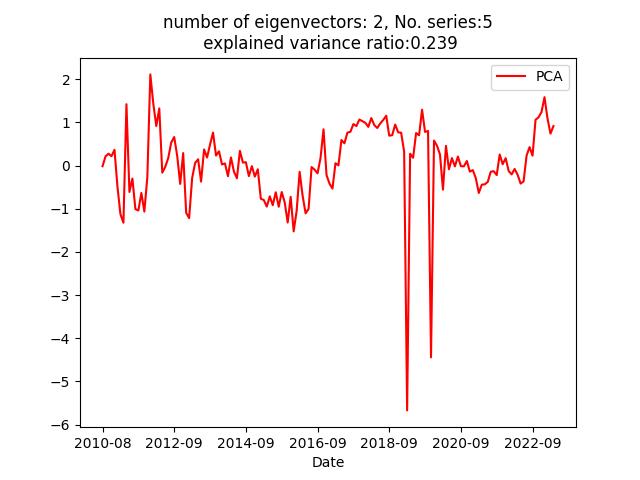 number of eigenvectors: 2, No. series:5
explained variance ratio:0.239
PCA
2
1
0
−1
−2
−3
−4
−5
−6
2010-08 2012-09 2014-09 2016-09 2018-09 2020-09 2022-09
Date